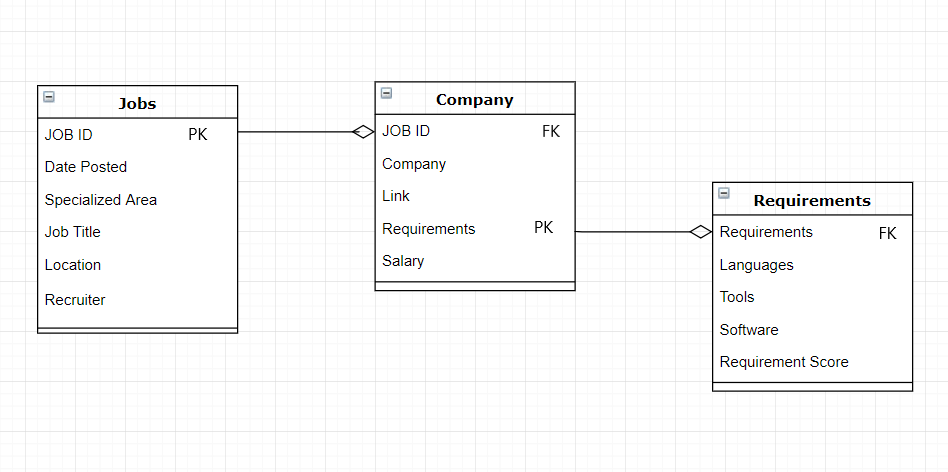 Jobs
JOB ID PK
Date Posted
Specialized Area
Job Title
Location
Recruiter
Company
JOB ID FK
Company
Link
Requirements PK
Salary
Requirements
Requirements FK
Languages
Tools
Software
Requirement Score